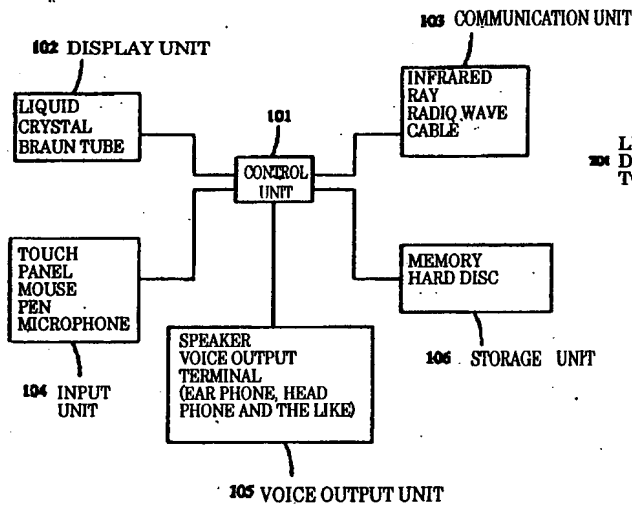 103 COMMUNICATION UNIT
102 DISPLAY UNIT
INFRARED
RAY
RADIO WAVE
CABLE
LIQUID
CRYSTAL
BRAUN TUBE
101
CONTROL
UNIT
L
D
T
TOUCH
PANEL
MOUSE
PEN
MICROPHONE
MEMORY
HARD DISC
SPEAKER
VOICE OUTPUT
TERMINAL
(EAR PHONE, HEAD
PHONE AND THE LIKE)
104 INPUT
UNIT
106 STORAGE UNIT
105 VOICE OUTPUT UNIT